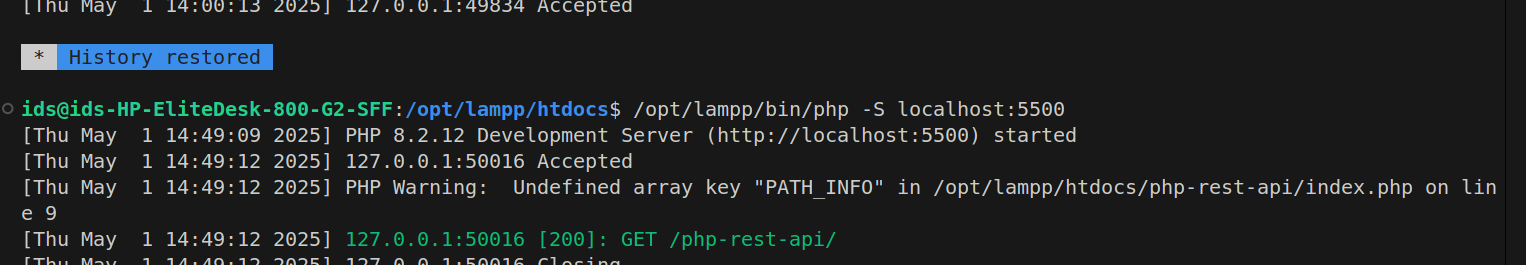 [Thu May  1 14:00:13 2025] 127.0.0.1:49834 Accepted
* History restored
ids@ids-HP-EliteDesk-800-G2-SFF:/opt/lampp/htdocs$ /opt/lampp/bin/php -S localhost:5500
[Thu May  1 14:49:09 2025] PHP 8.2.12 Development Server (http://localhost:5500) started
[Thu May  1 14:49:12 2025] 127.0.0.1:50016 Accepted
[Thu May  1 14:49:12 2025] PHP Warning:  Undefined array key "PATH_INFO" in /opt/lampp/htdocs/php-rest-api/index.php on lin
e 9
[Thu May  1 14:49:12 2025] 127.0.0.1:50016 [200]: GET /php-rest-api/
[Thu May  1 14:49:12 2025] 127.0.0.1:50016 Closing